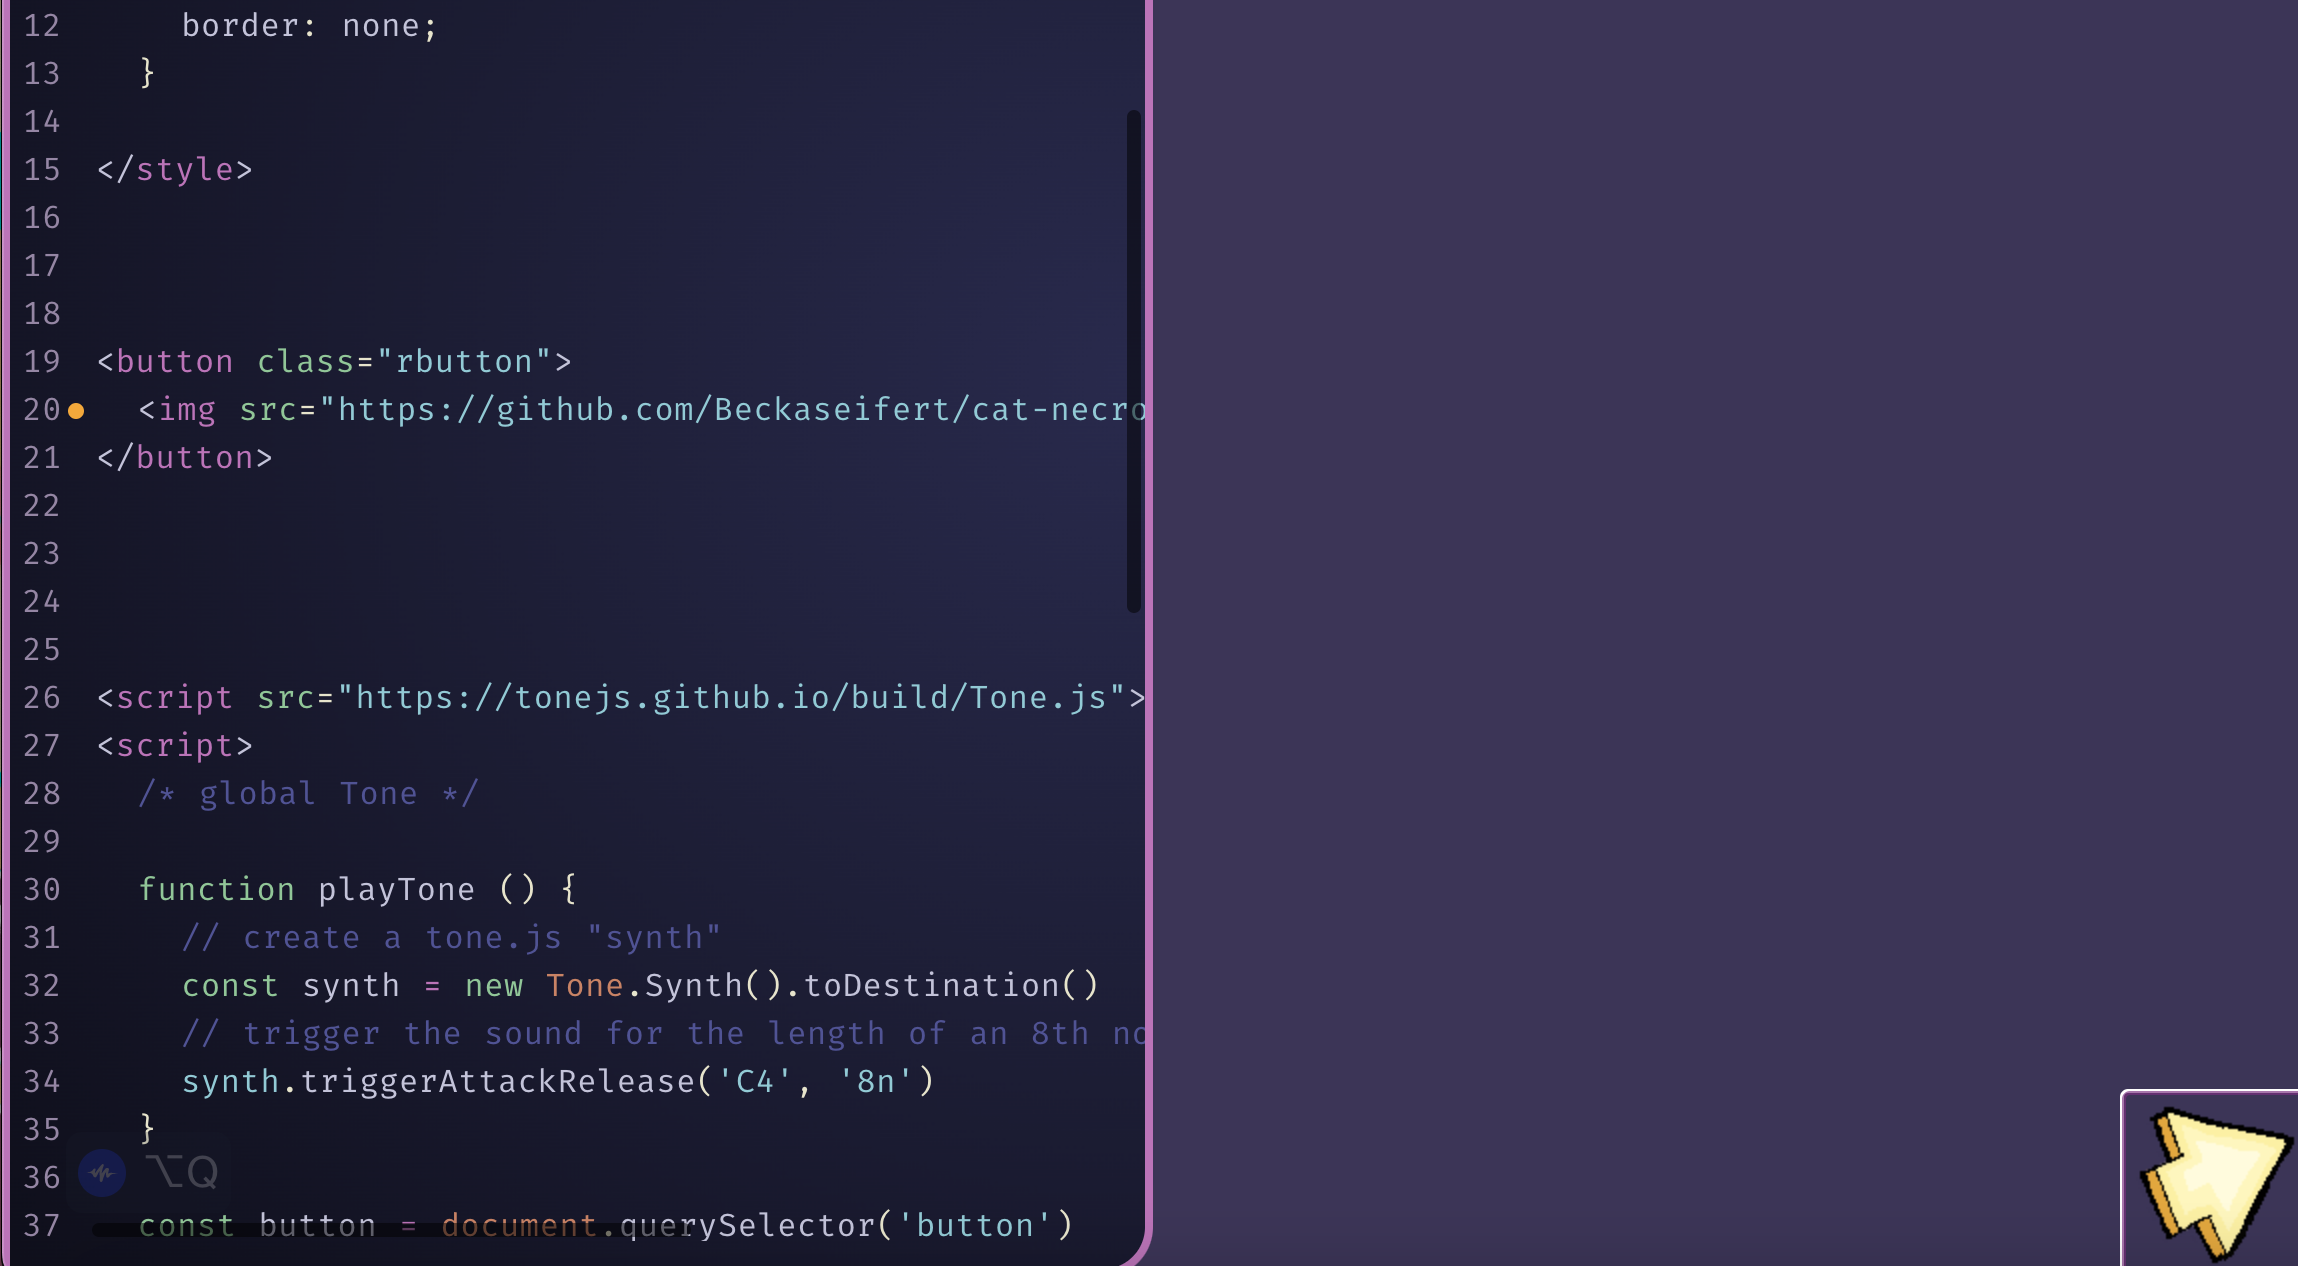 12 border: none;
13 }
14
15 </style>
16
17
18
19 <button class="rbutton">
20 <img src="https://github.com/Beckaseifert/cat-necro
21 </button>
22
23
24
25
26 <script src="https://tonejs.github.io/build/Tone.js">
27 <script>
28 /* global Tone */
29
30 function playTone () {
31 // create a tone.js "synth"
32 const synth = new Tone.Synth().toDestination()
33 // trigger the sound for the length of an 8th no
34 synth.triggerAttackRelease('C4', '8n')
35 }
36
⌥Q
37 const button = document.querySelector('button')